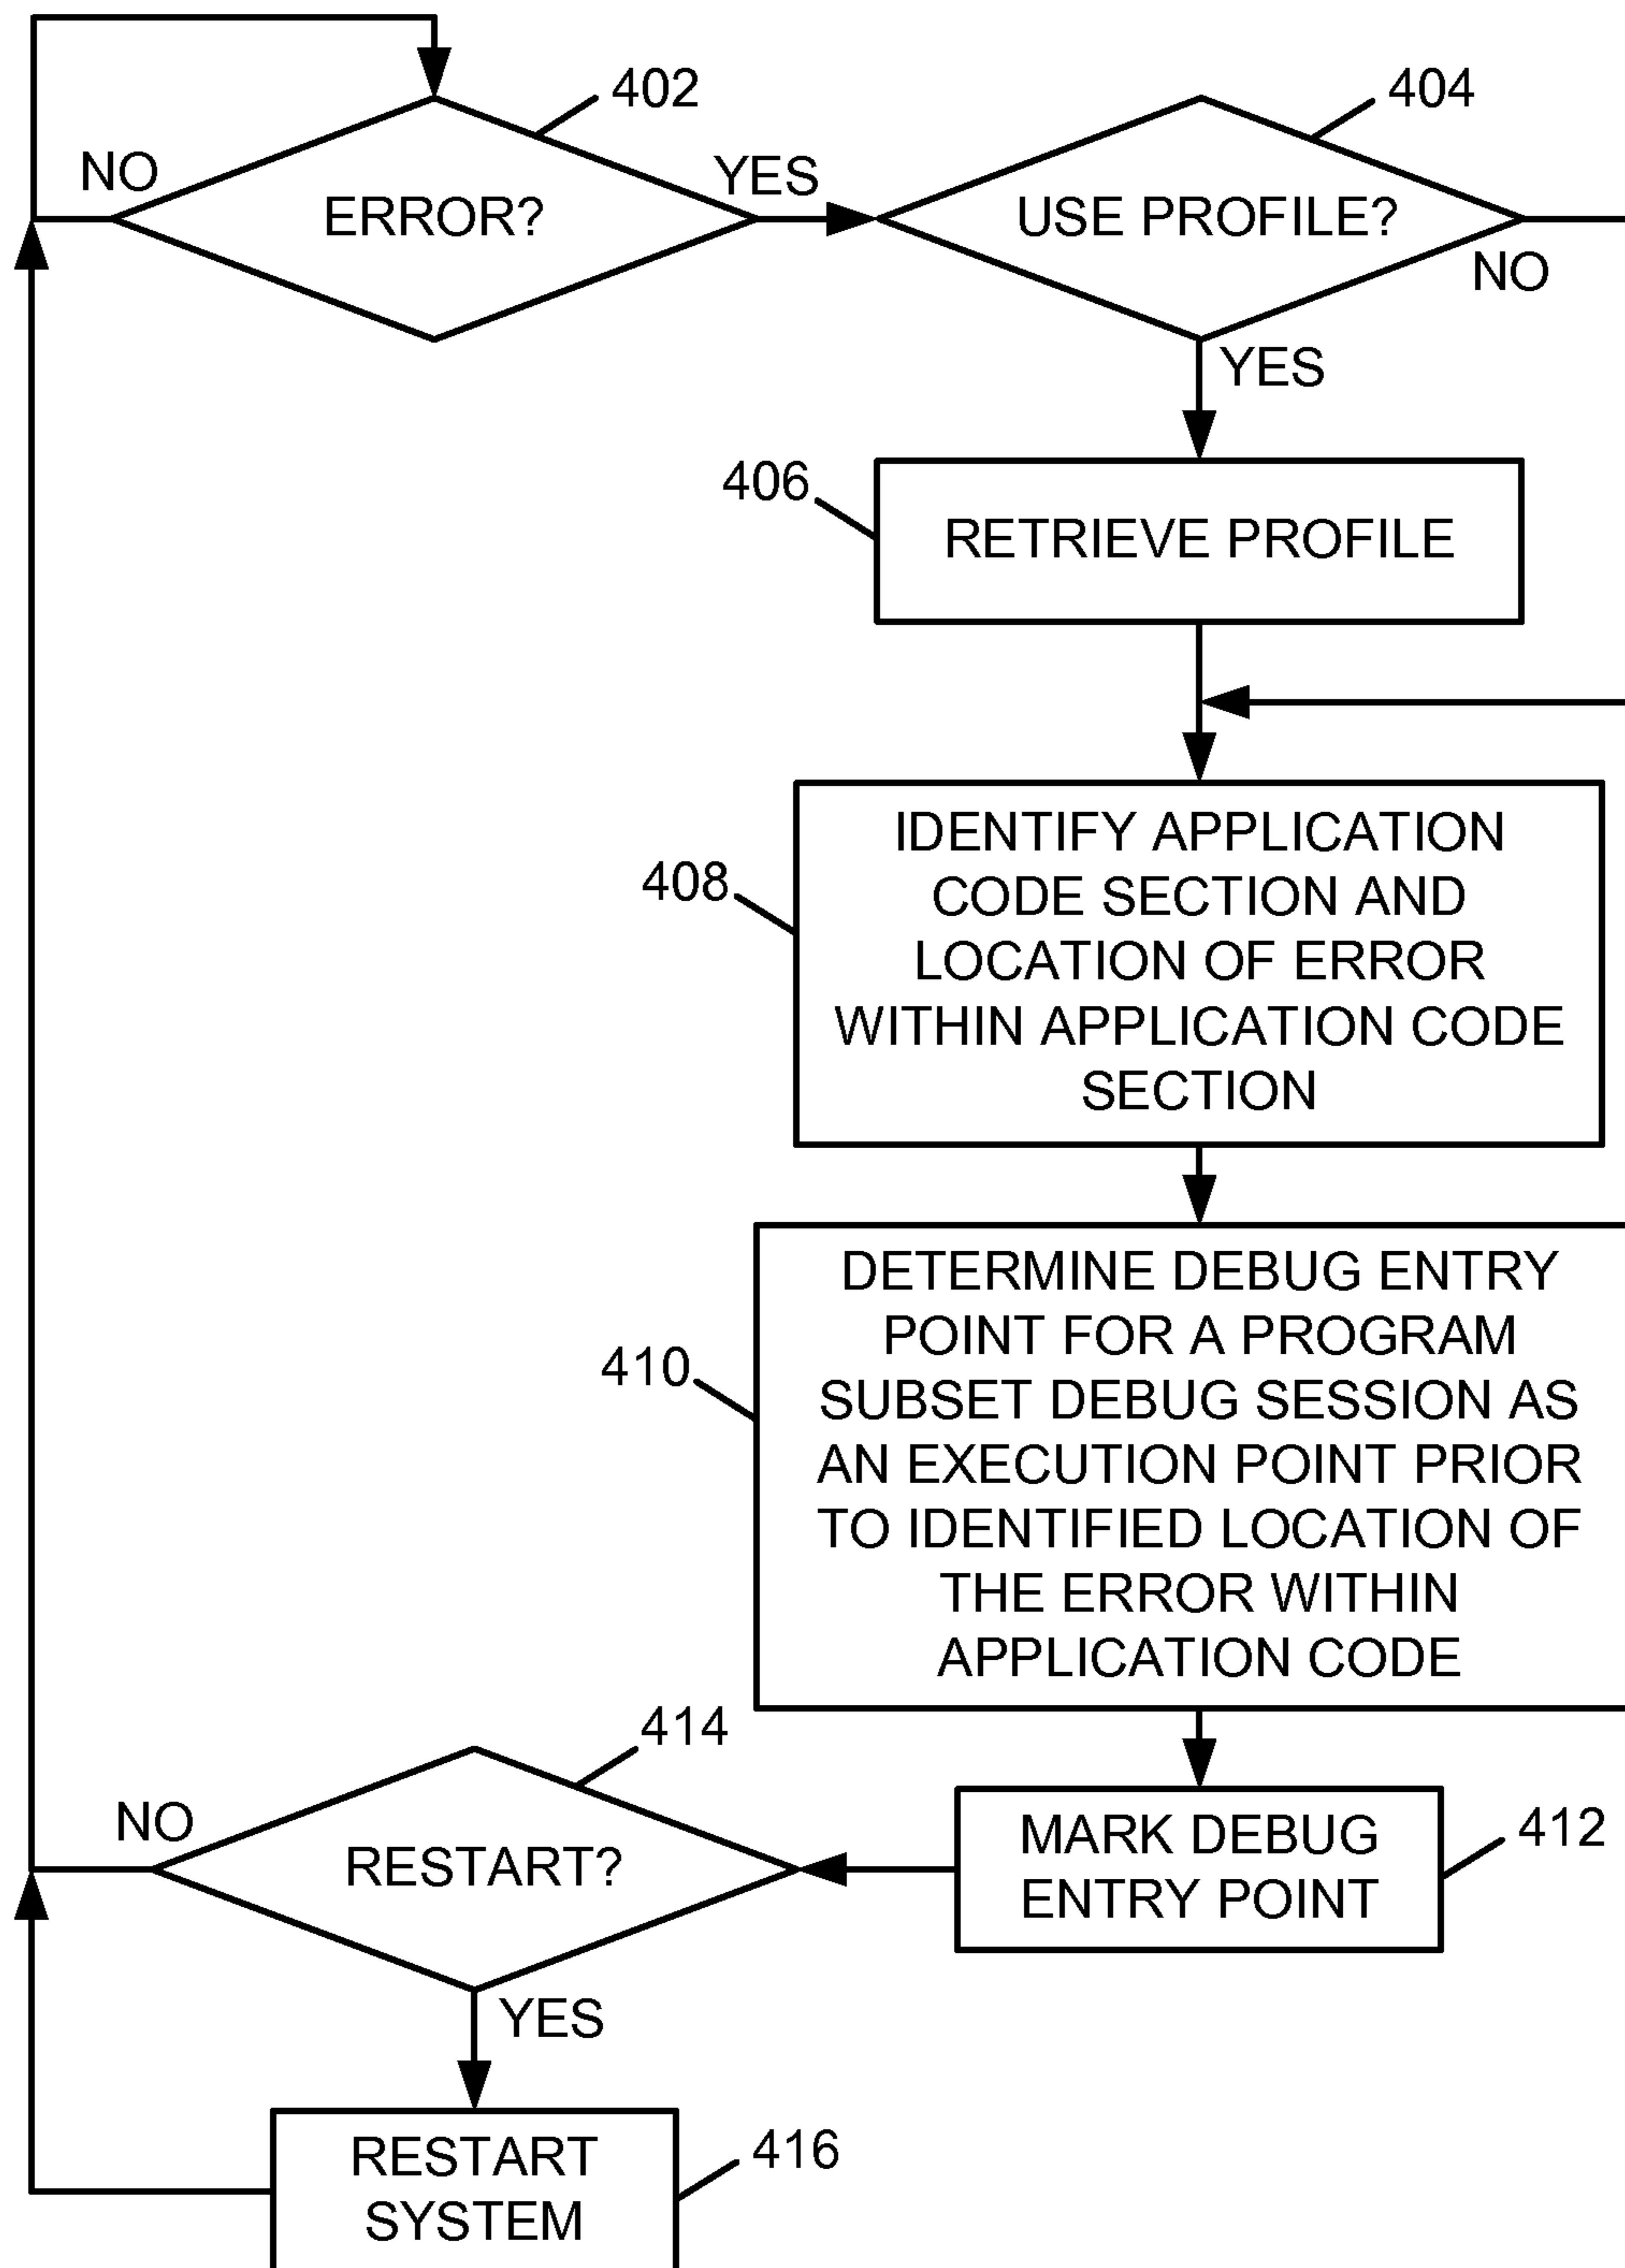 402
NO
ERROR?
YES
404
USE PROFILE?
NO
YES
406
RETRIEVE PROFILE
408
IDENTIFY APPLICATION
CODE SECTION AND
LOCATION OF ERROR
WITHIN APPLICATION CODE
SECTION
410
DETERMINE DEBUG ENTRY
POINT FOR A PROGRAM
SUBSET DEBUG SESSION AS
AN EXECUTION POINT PRIOR
TO IDENTIFIED LOCATION OF
THE ERROR WITHIN
APPLICATION CODE
412
MARK DEBUG
ENTRY POINT
414
NO
RESTART?
YES
416
RESTART
SYSTEM